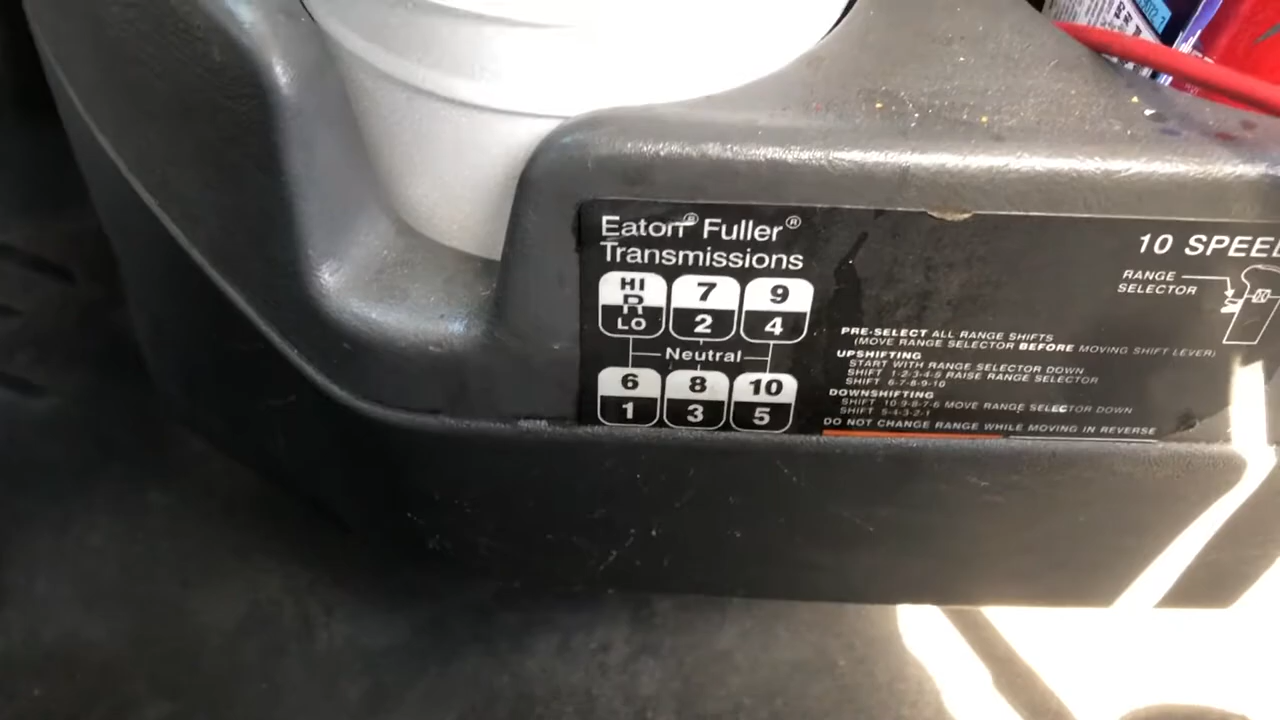 Eaton® Fuller®
Transmissions
HI
R
LO
7
2
9
4
Neutral
6
1
8
3
10
5
10 SPEE
RANGE
SELECTOR
PRE-SELECT ALL RANGE SHIFTS
(MOVE RANGE SELECTOR BEFORE MOVING SHIFT LEVER)
UPSHIFTING
START WITH RANGE SELECTOR DOWN
SHIFT 1-2-3-4-5 RAISE RANGE SELECTOR
SHIFT 6-7-8-9-10
DOWNSHIFTING
SHIFT 10-9-8-7-6 MOVE RANGE SELECTOR DOWN
SHIFT 5-4-3-2-1
DO NOT CHANGE RANGE WHILE MOVING IN REVERSE